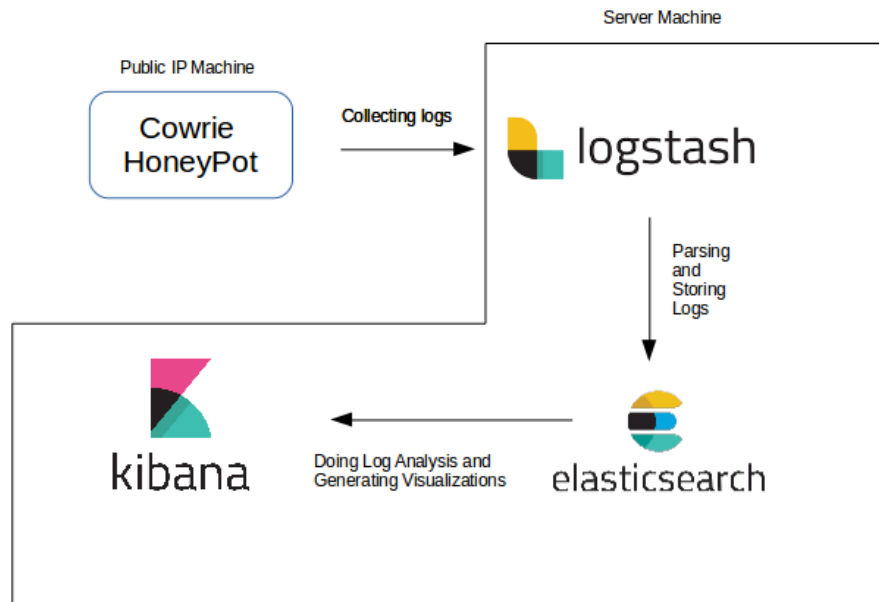 Server Machine
Public IP Machine
Cowrie
HoneyPot
Collecting logs
logstash
Parsing
and
Storing
Logs
kibana
Doing Log Analysis and
Generating Visualizations
elasticsearch